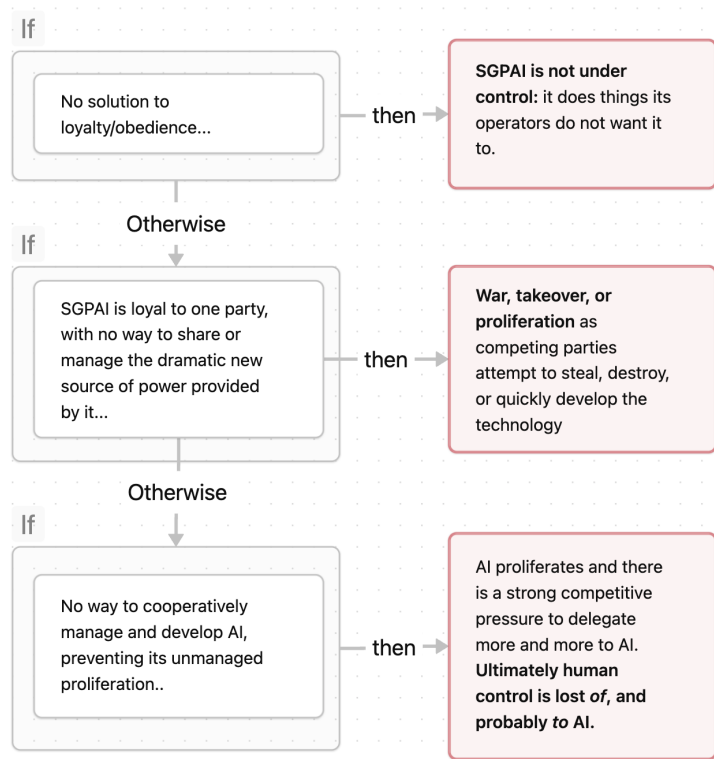 If
No solution to
loyalty/obedience...
then
SGPAI is not under
control: it does things its
operators do not want it
to.
Otherwise
If
SGPAI is loyal to one party,
with no way to share or
manage the dramatic new
source of power provided
by it...
then
War, takeover, or
proliferation as
competing parties
attempt to steal, destroy,
or quickly develop the
technology
Otherwise
If
No way to cooperatively
manage and develop AI,
preventing its unmanaged
proliferation..
then
AI proliferates and there
is a strong competitive
pressure to delegate
more and more to AI.
Ultimately human
control is lost of, and
probably to AI.